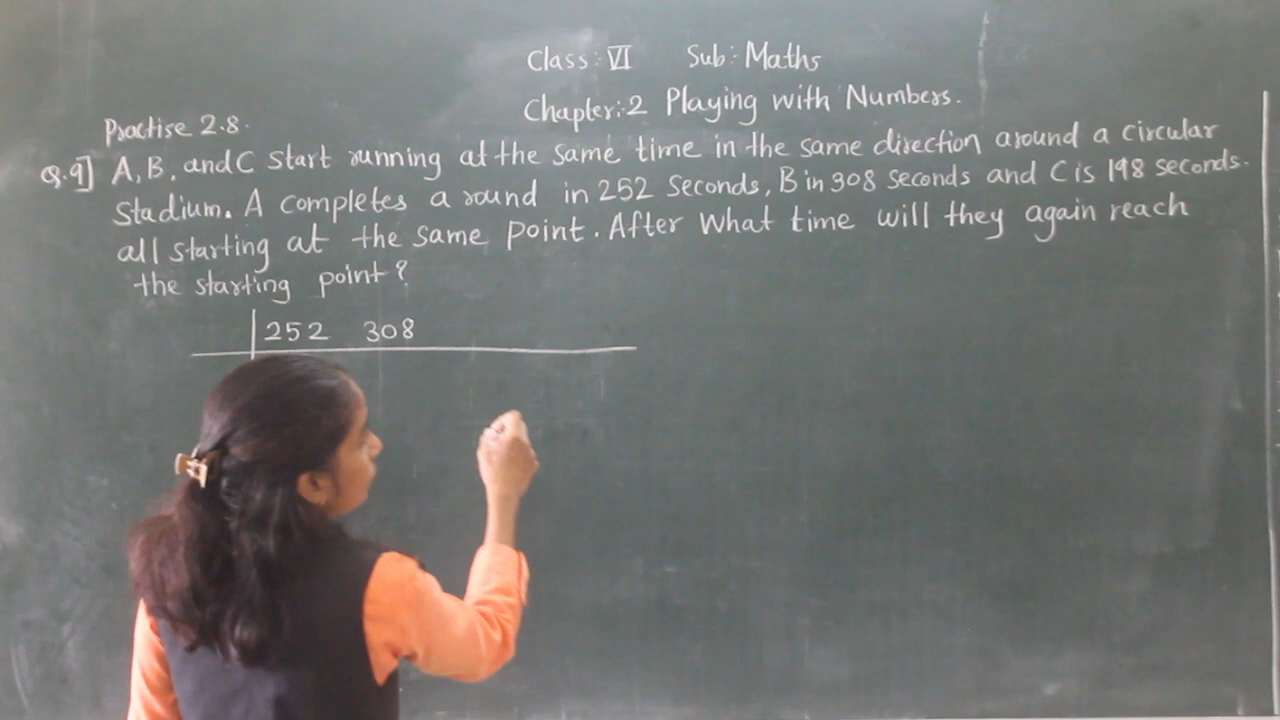 Class: VI Sub: Maths
Chapter:-2 Playing with Numbers.
Practise 2.8.
Q.9] A, B, and C start running at the same time in the same direction around a circular
Stadium. A completes a round in 252 Seconds, B in 308 seconds and C is 198 seconds.
all starting at the same point. After What time will they again reach
the starting point?
252 308